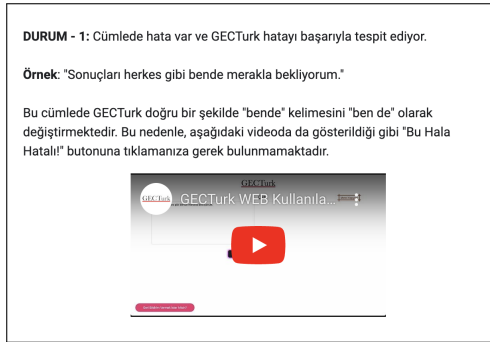 DURUM - 1: Cümlede hata var ve GECTurk hatayı başarıyla tespit ediyor.
Örnek: "Sonuçları herkes gibi bende merakla bekliyorum."
Bu cümlede GECTurk doğru bir şekilde "bende" kelimesini "ben de" olarak
değiştirmektedir. Bu nedenle, aşağıdaki videoda da gösterildiği gibi "Bu Hala
Hatalı!" butonuna tıklamanıza gerek bulunmamaktadır.
GECTurk
GECTurk
GECTurk WEB Kullanıla...